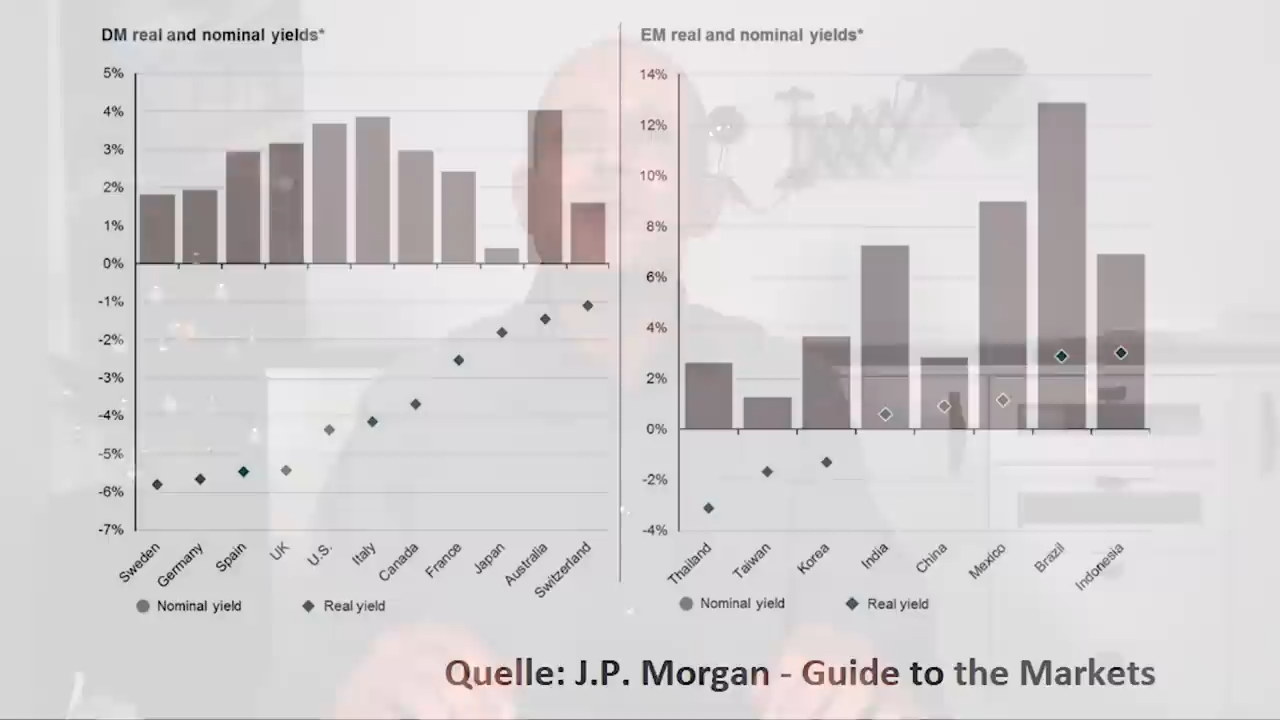 DM real and nominal yields*
5%
4%
3%
2%
1%
0%
-1%
-2%
-3%
-4%
-5%
-6%
-7%
Sweden
Germany
Spain
UK
U.S.
Italy
Canada
France
Japan
Australia
Switzerland
Nominal yield
Real yield
EM real and nominal yields*
14%
12%
10%
8%
6%
4%
2%
0%
-2%
-4%
Thailand
Taiwan
Korea
India
China
Mexico
Brazil
Indonesia
Nominal yield
Real yield
Quelle: J.P. Morgan - Guide to the Markets